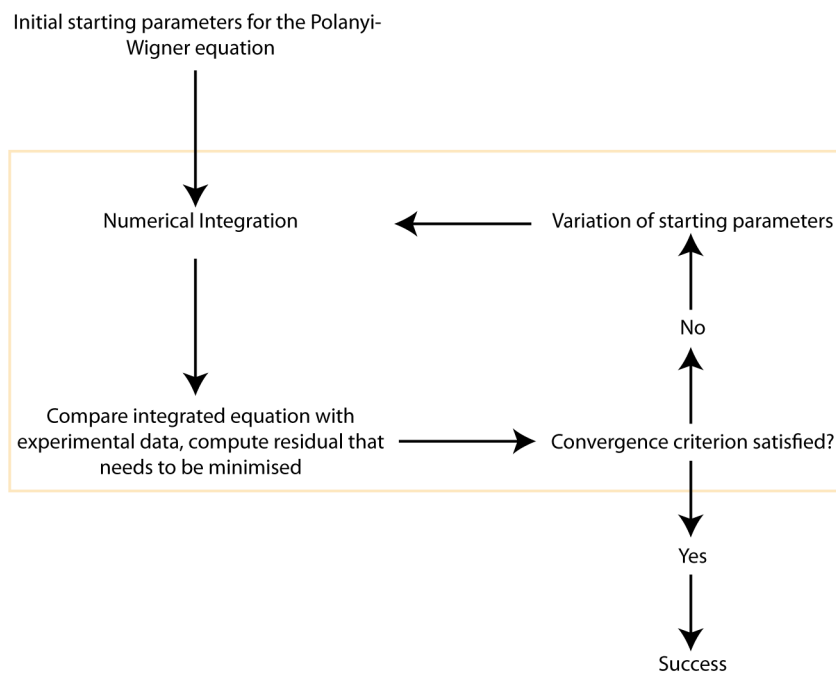 Initial starting parameters for the Polanyi-
Wigner equation
Numerical Integration
Variation of starting parameters
No
Compare integrated equation with
experimental data, compute residual that
needs to be minimised
Convergence criterion satisfied?
Yes
Success